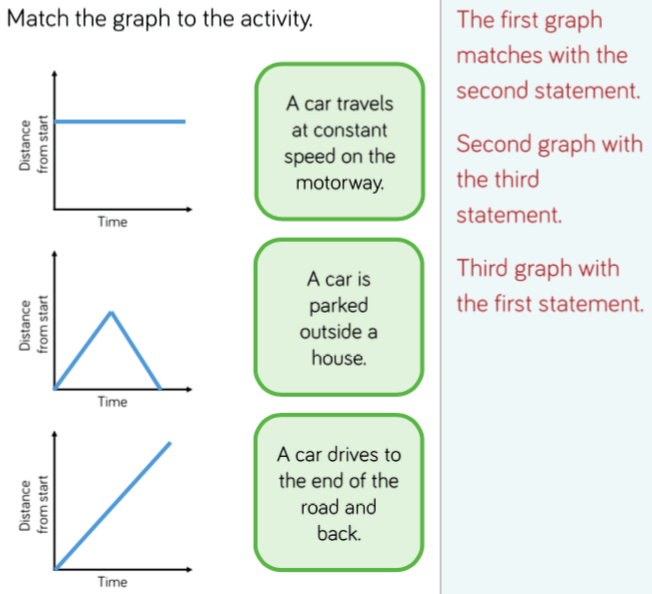 Match the graph to the activity.
Distance
from start
Time
A car travels
at constant
speed on the
motorway.
Distance
from start
Time
A car is
parked
outside a
house.
Distance
from start
Time
A car drives to
the end of the
road and
back.
The first graph
matches with the
second statement.
Second graph with
the third
statement.
Third graph with
the first statement.